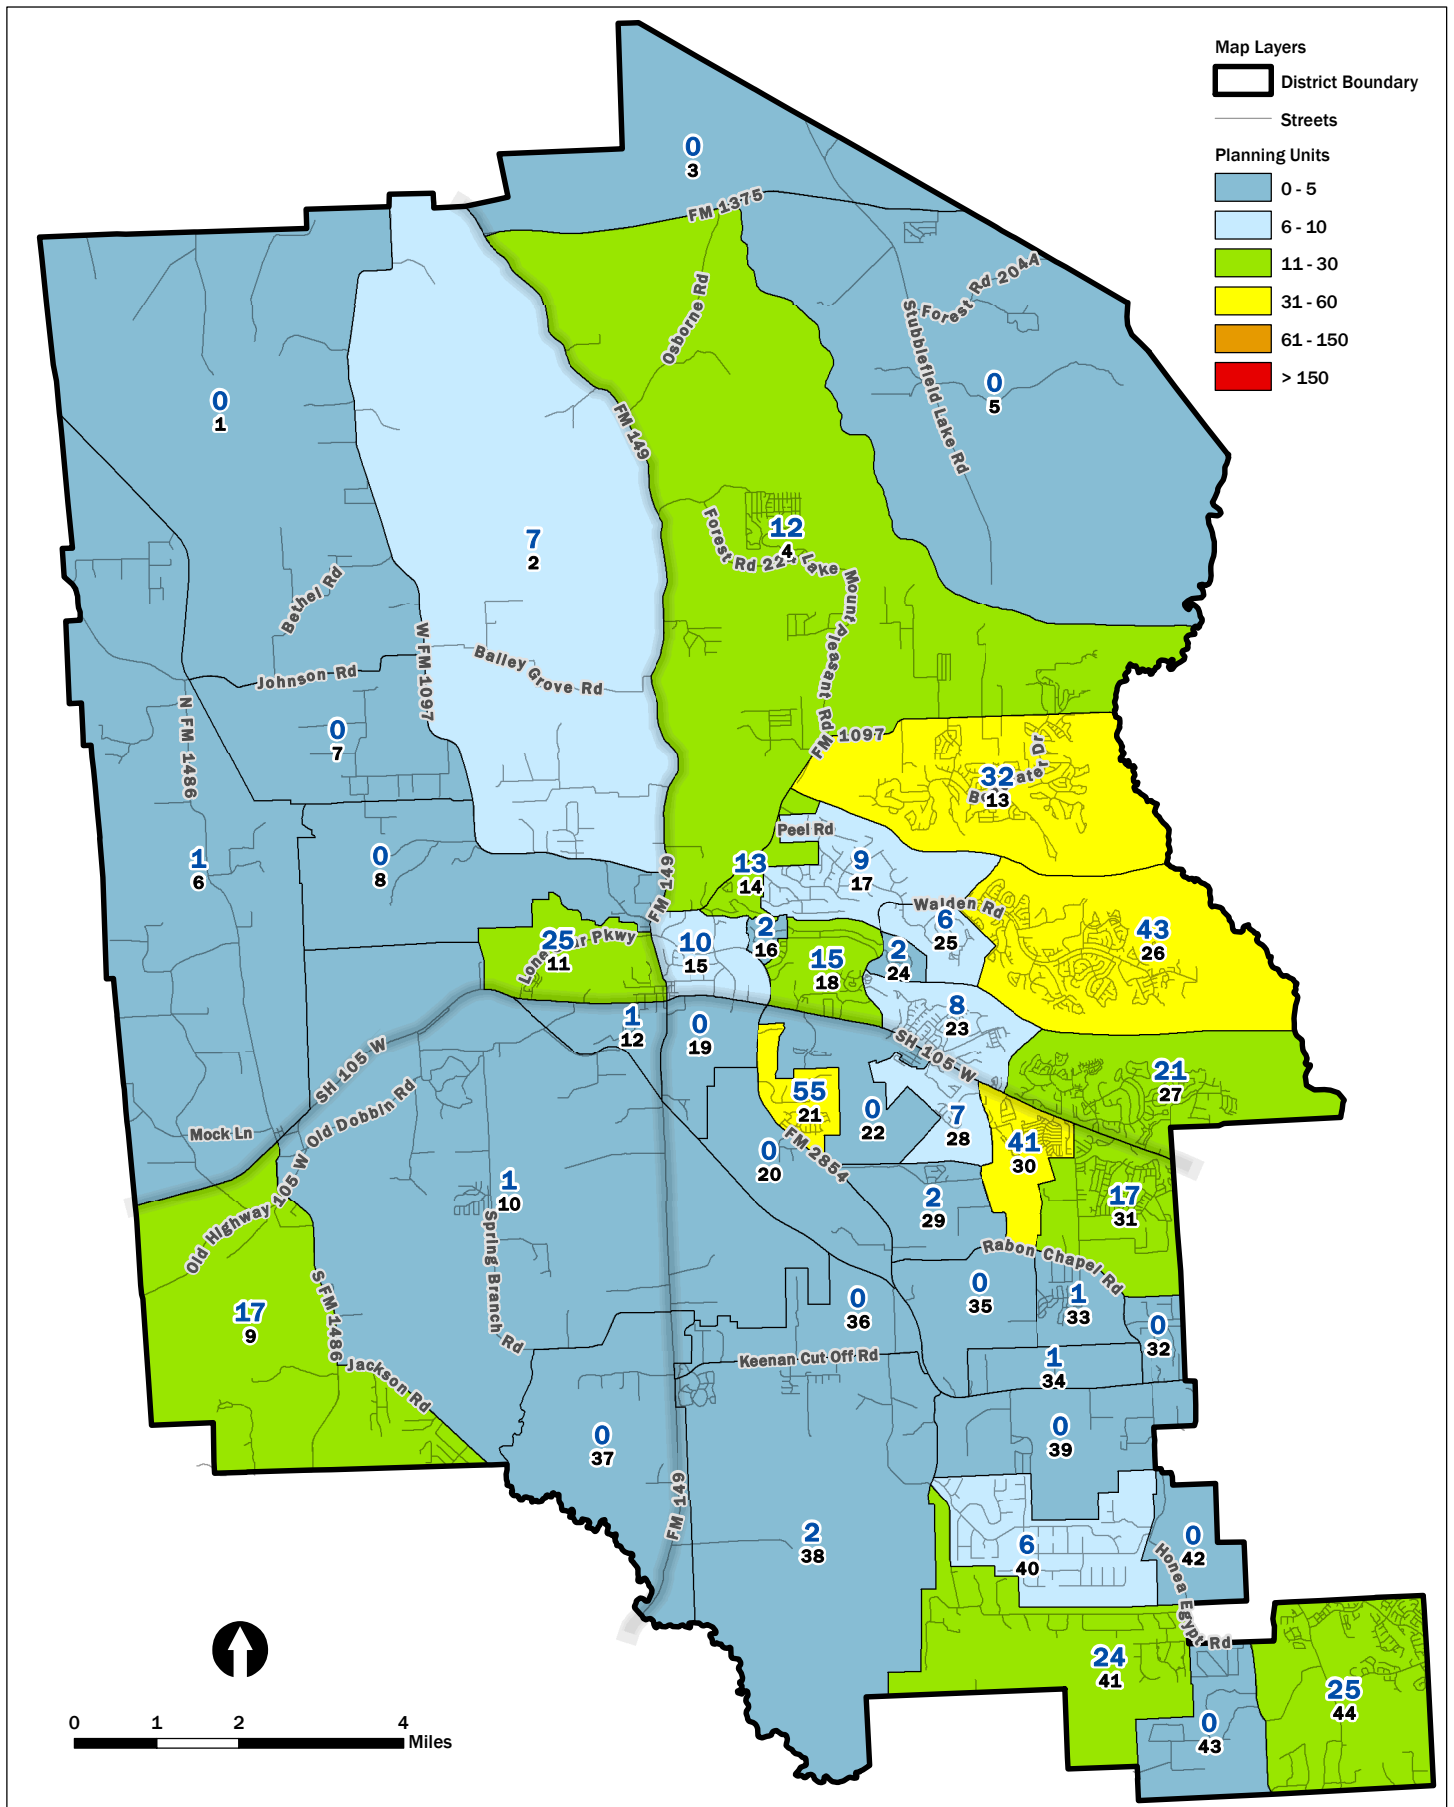 Map Layers
District Boundary
Streets
Planning Units
0 - 5
6 - 10
11 - 30
31 - 60
61 - 150
> 150
0
3
FM 1375
Forest Rd 204A
Osborne Rd
Stubblefield Lake Rd
0
5
0
1
FM 149
7
2
12
4
Forest Rd 224
Lake Mount Pleasant Rd
Bethel Rd
W FM 1097
Bailey Grove Rd
Johnson Rd
N FM 1486
0
7
FM 1097
32
13
Peel Rd
1
6
0
8
13
14
9
17
FM 149
Walden Rd
6
25
43
26
25
11
Pkwy
10
15
2
16
15
18
2
24
8
23
1
12
0
19
SH 105 W
SH 105 W
21
27
55
21
0
22
7
28
41
30
Old Dobbin Rd
Mock Ln
FM 2854
0
20
1
10
2
29
17
31
Old Highway 105 W
Spring Branch Rd
Rabon Chapel Rd
S FM 1486
17
9
0
36
0
35
1
33
0
32
Keenan Cut Off Rd
1
34
Jackson Rd
0
37
0
39
FM 149
2
38
6
40
0
42
Honea Egypt Rd
24
41
25
44
0
43
0 1 2 4
Miles